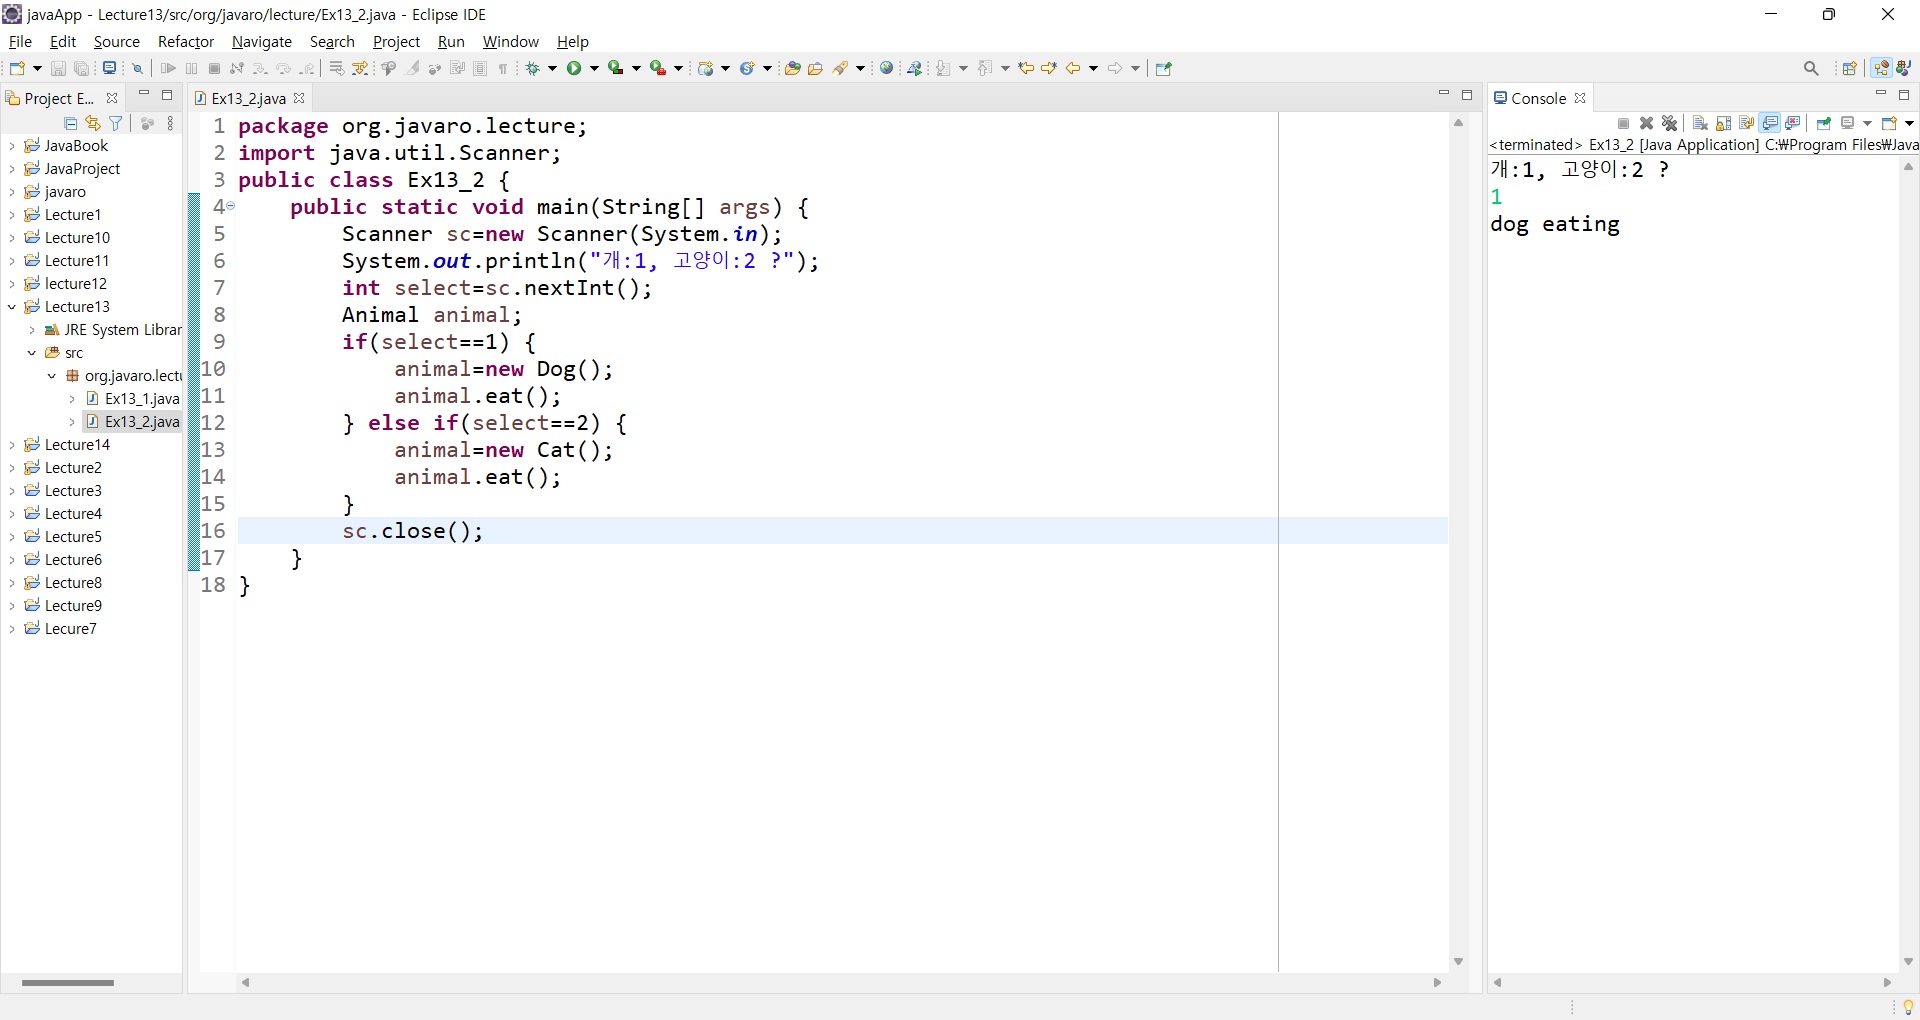 javaApp - Lecture13/src/org/javaro/lecture/Ex13_2.java - Eclipse IDE
File Edit Source Refactor Navigate Search Project Run Window Help
Project E...
JavaBook
JavaProject
javaro
Lecture1
Lecture10
Lecture11
lecture12
Lecture13
JRE System Librar
src
org.javaro.lectu
Ex13_1.java
Ex13_2.java
Lecture14
Lecture2
Lecture3
Lecture4
Lecture5
Lecture6
Lecture8
Lecture9
Lecure7
Ex13_2.java
1 package org.javaro.lecture;
2 import java.util.Scanner;
3 public class Ex13_2 {
4 public static void main(String[] args) {
5 Scanner sc=new Scanner(System.in);
6 System.out.println("개:1, 고양이:2 ?");
7 int select=sc.nextInt();
8 Animal animal;
9 if(select==1) {
10 animal=new Dog();
11 animal.eat();
12 } else if(select==2) {
13 animal=new Cat();
14 animal.eat();
15 }
16 sc.close();
17 }
18 }
Console
<terminated> Ex13_2 [Java Application] C:₩Program Files₩Java
개:1, 고양이:2 ?
1
dog eating